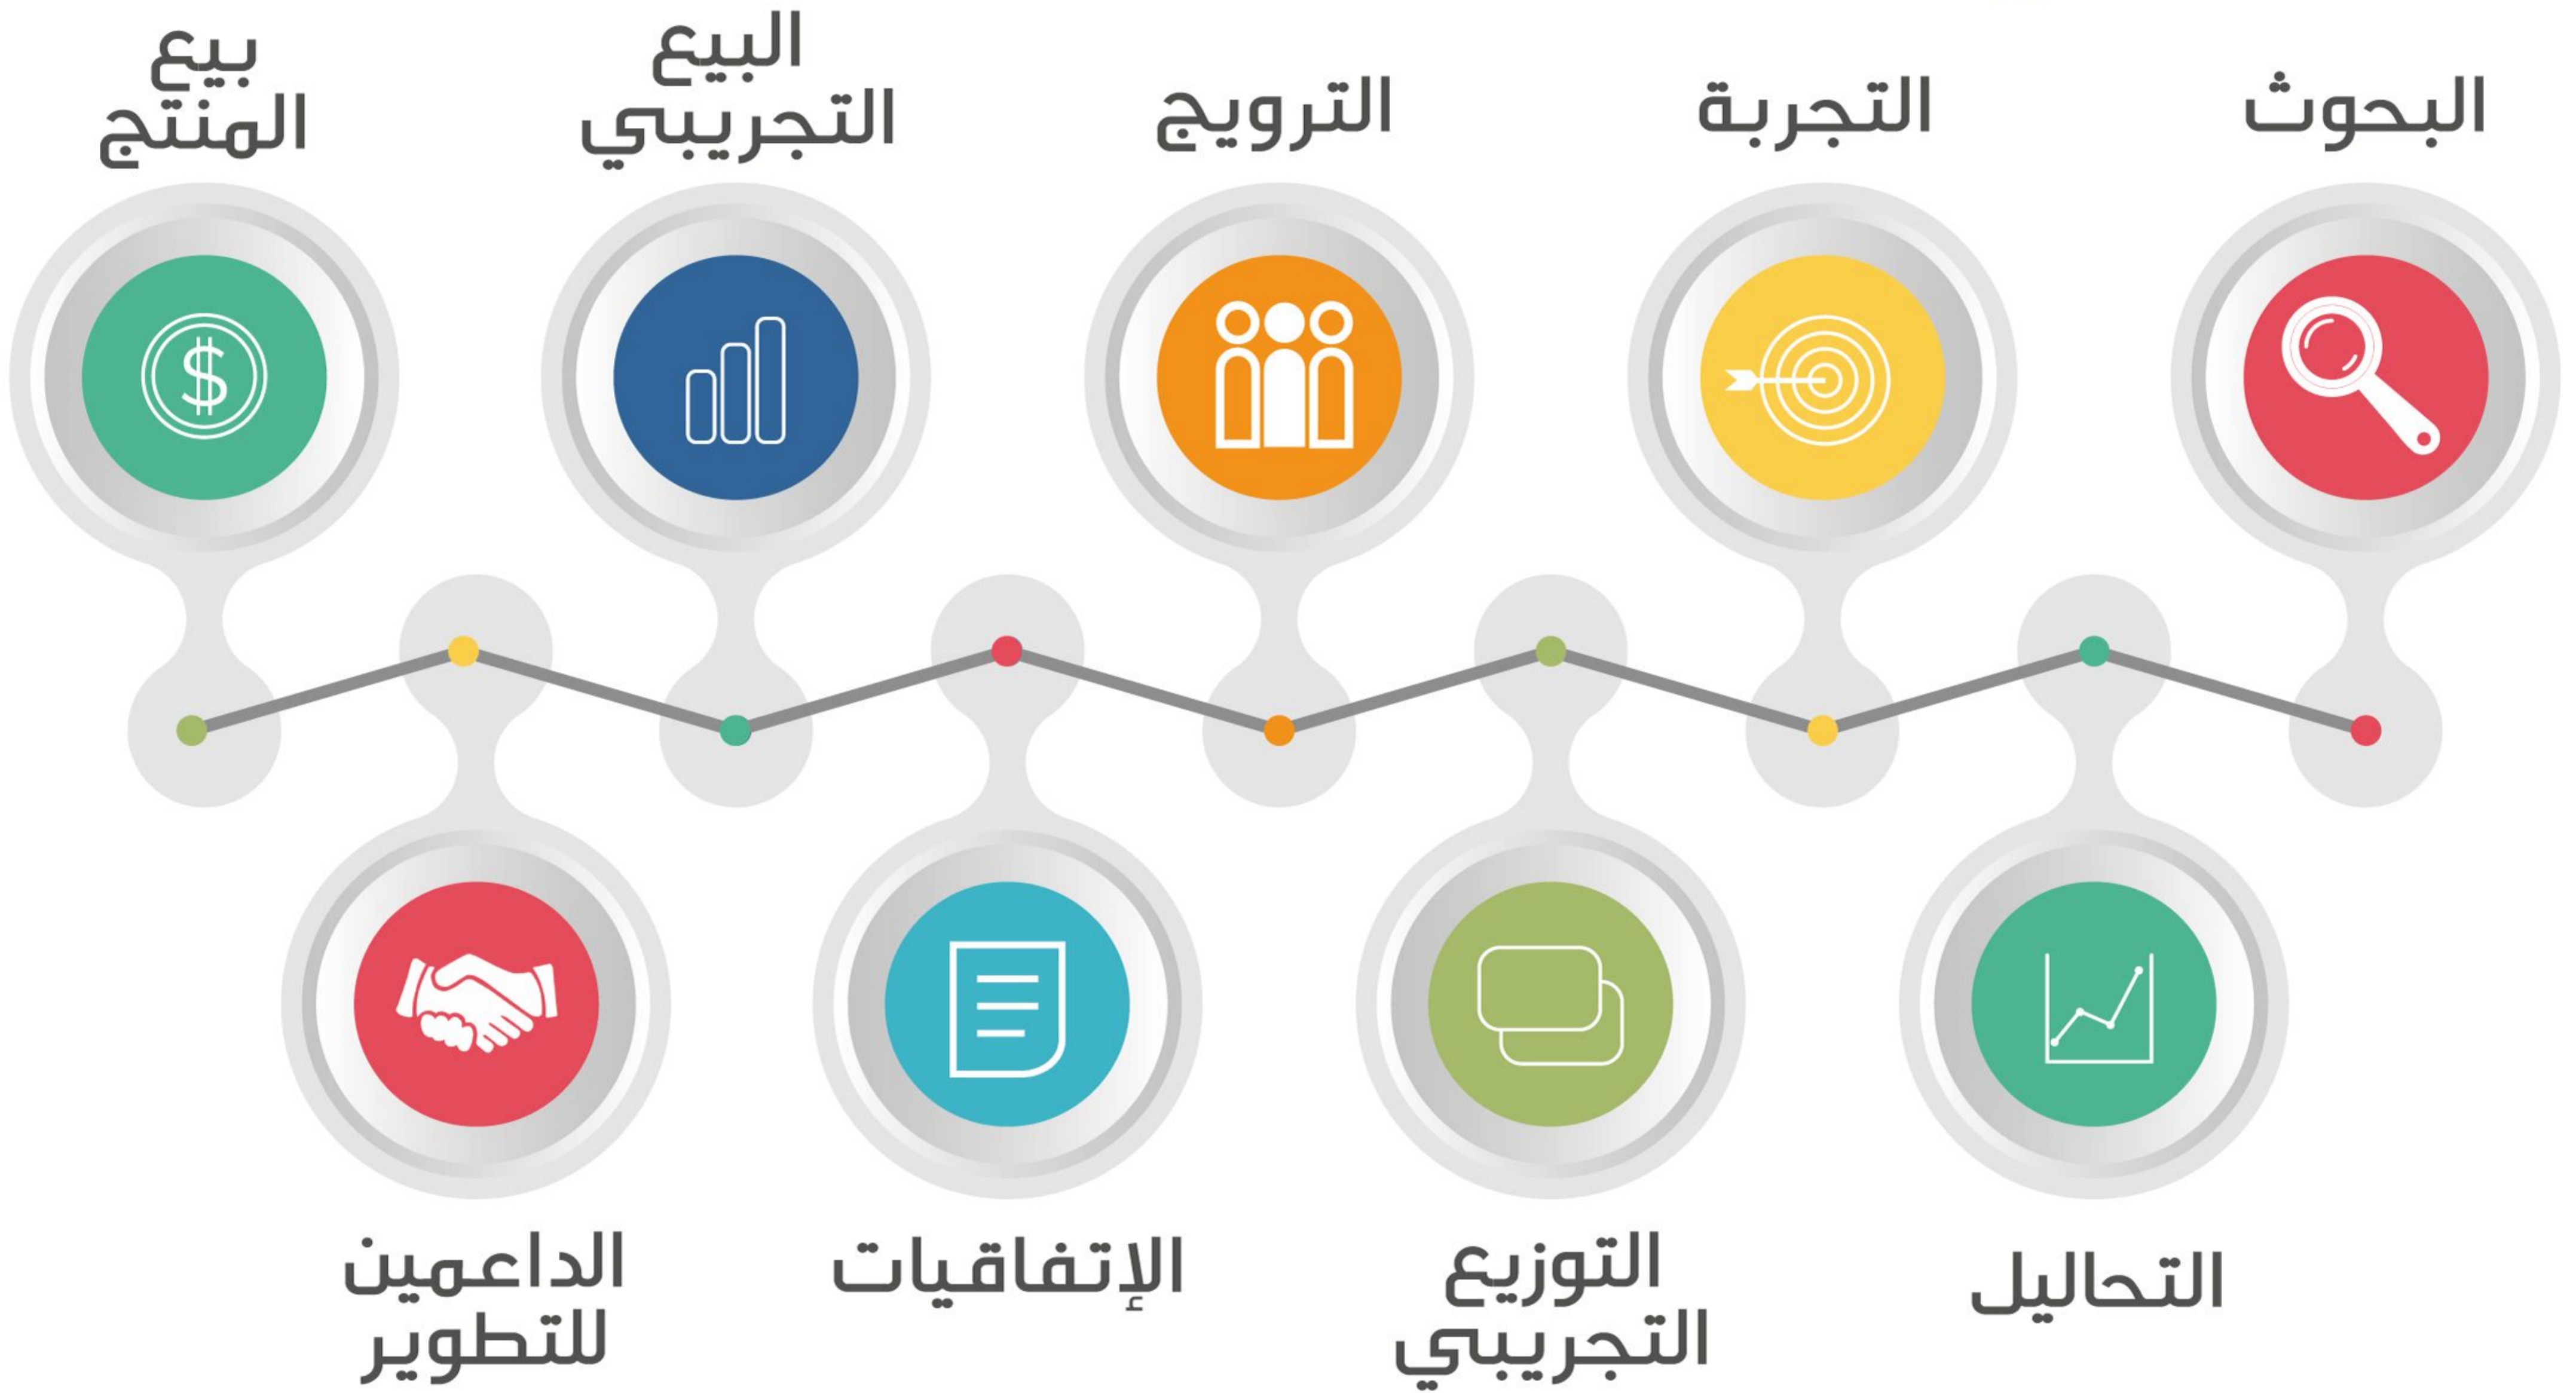 البحوث
التحاليل
التجربة
التوزيع
التجريبي
الترويج
الإتفاقيات
البيع
التجريبي
الداعمين
للتطوير
بيع
المنتج
$